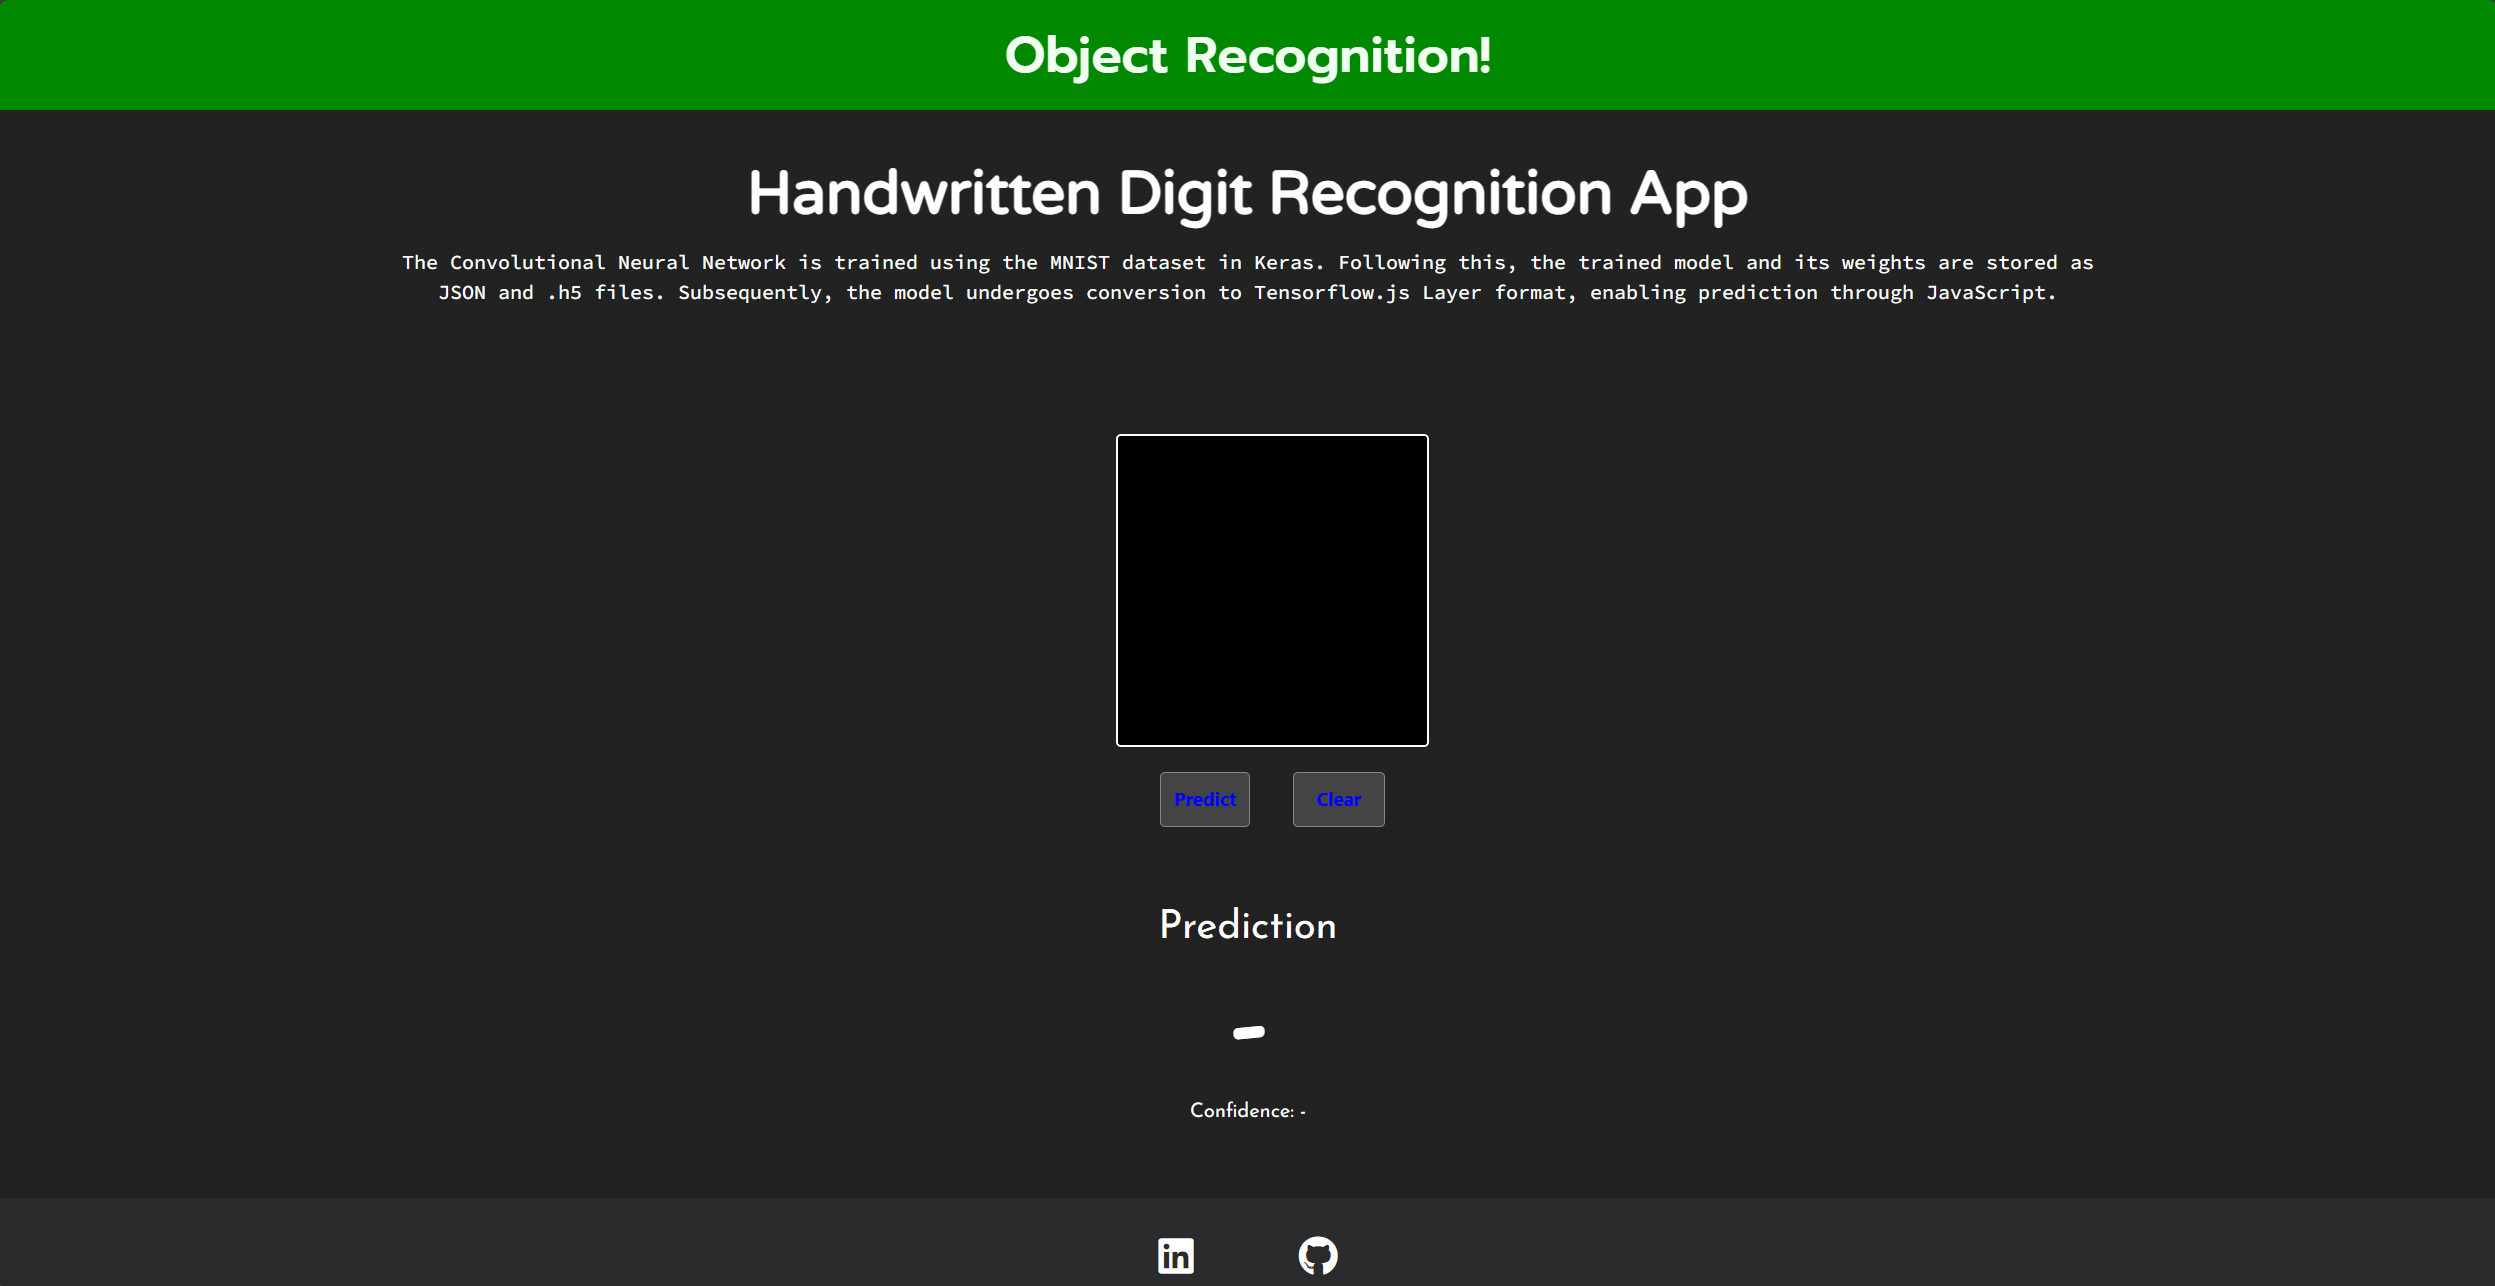 Object Recognition!
Handwritten Digit Recognition App
The Convolutional Neural Network is trained using the MNIST dataset in Keras. Following this, the trained model and its weights are stored as
JSON and .h5 files. Subsequently, the model undergoes conversion to Tensorflow.js Layer format, enabling prediction through JavaScript.
Predict Clear
Prediction
-
Confidence: -
in